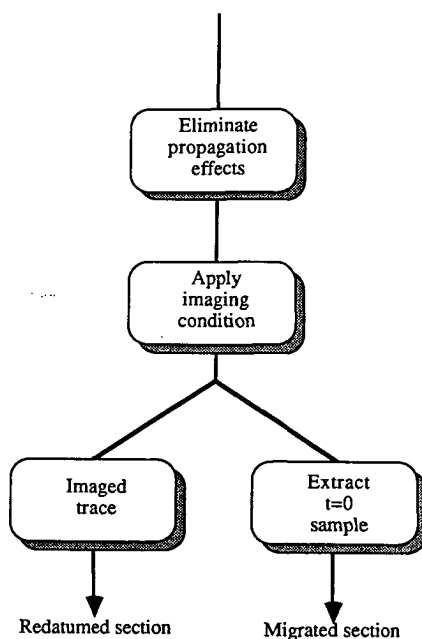 Eliminate
propagation
effects
Apply
imaging
condition
Imaged
trace
Extract
t=0
sample
Redatumed section
Migrated section